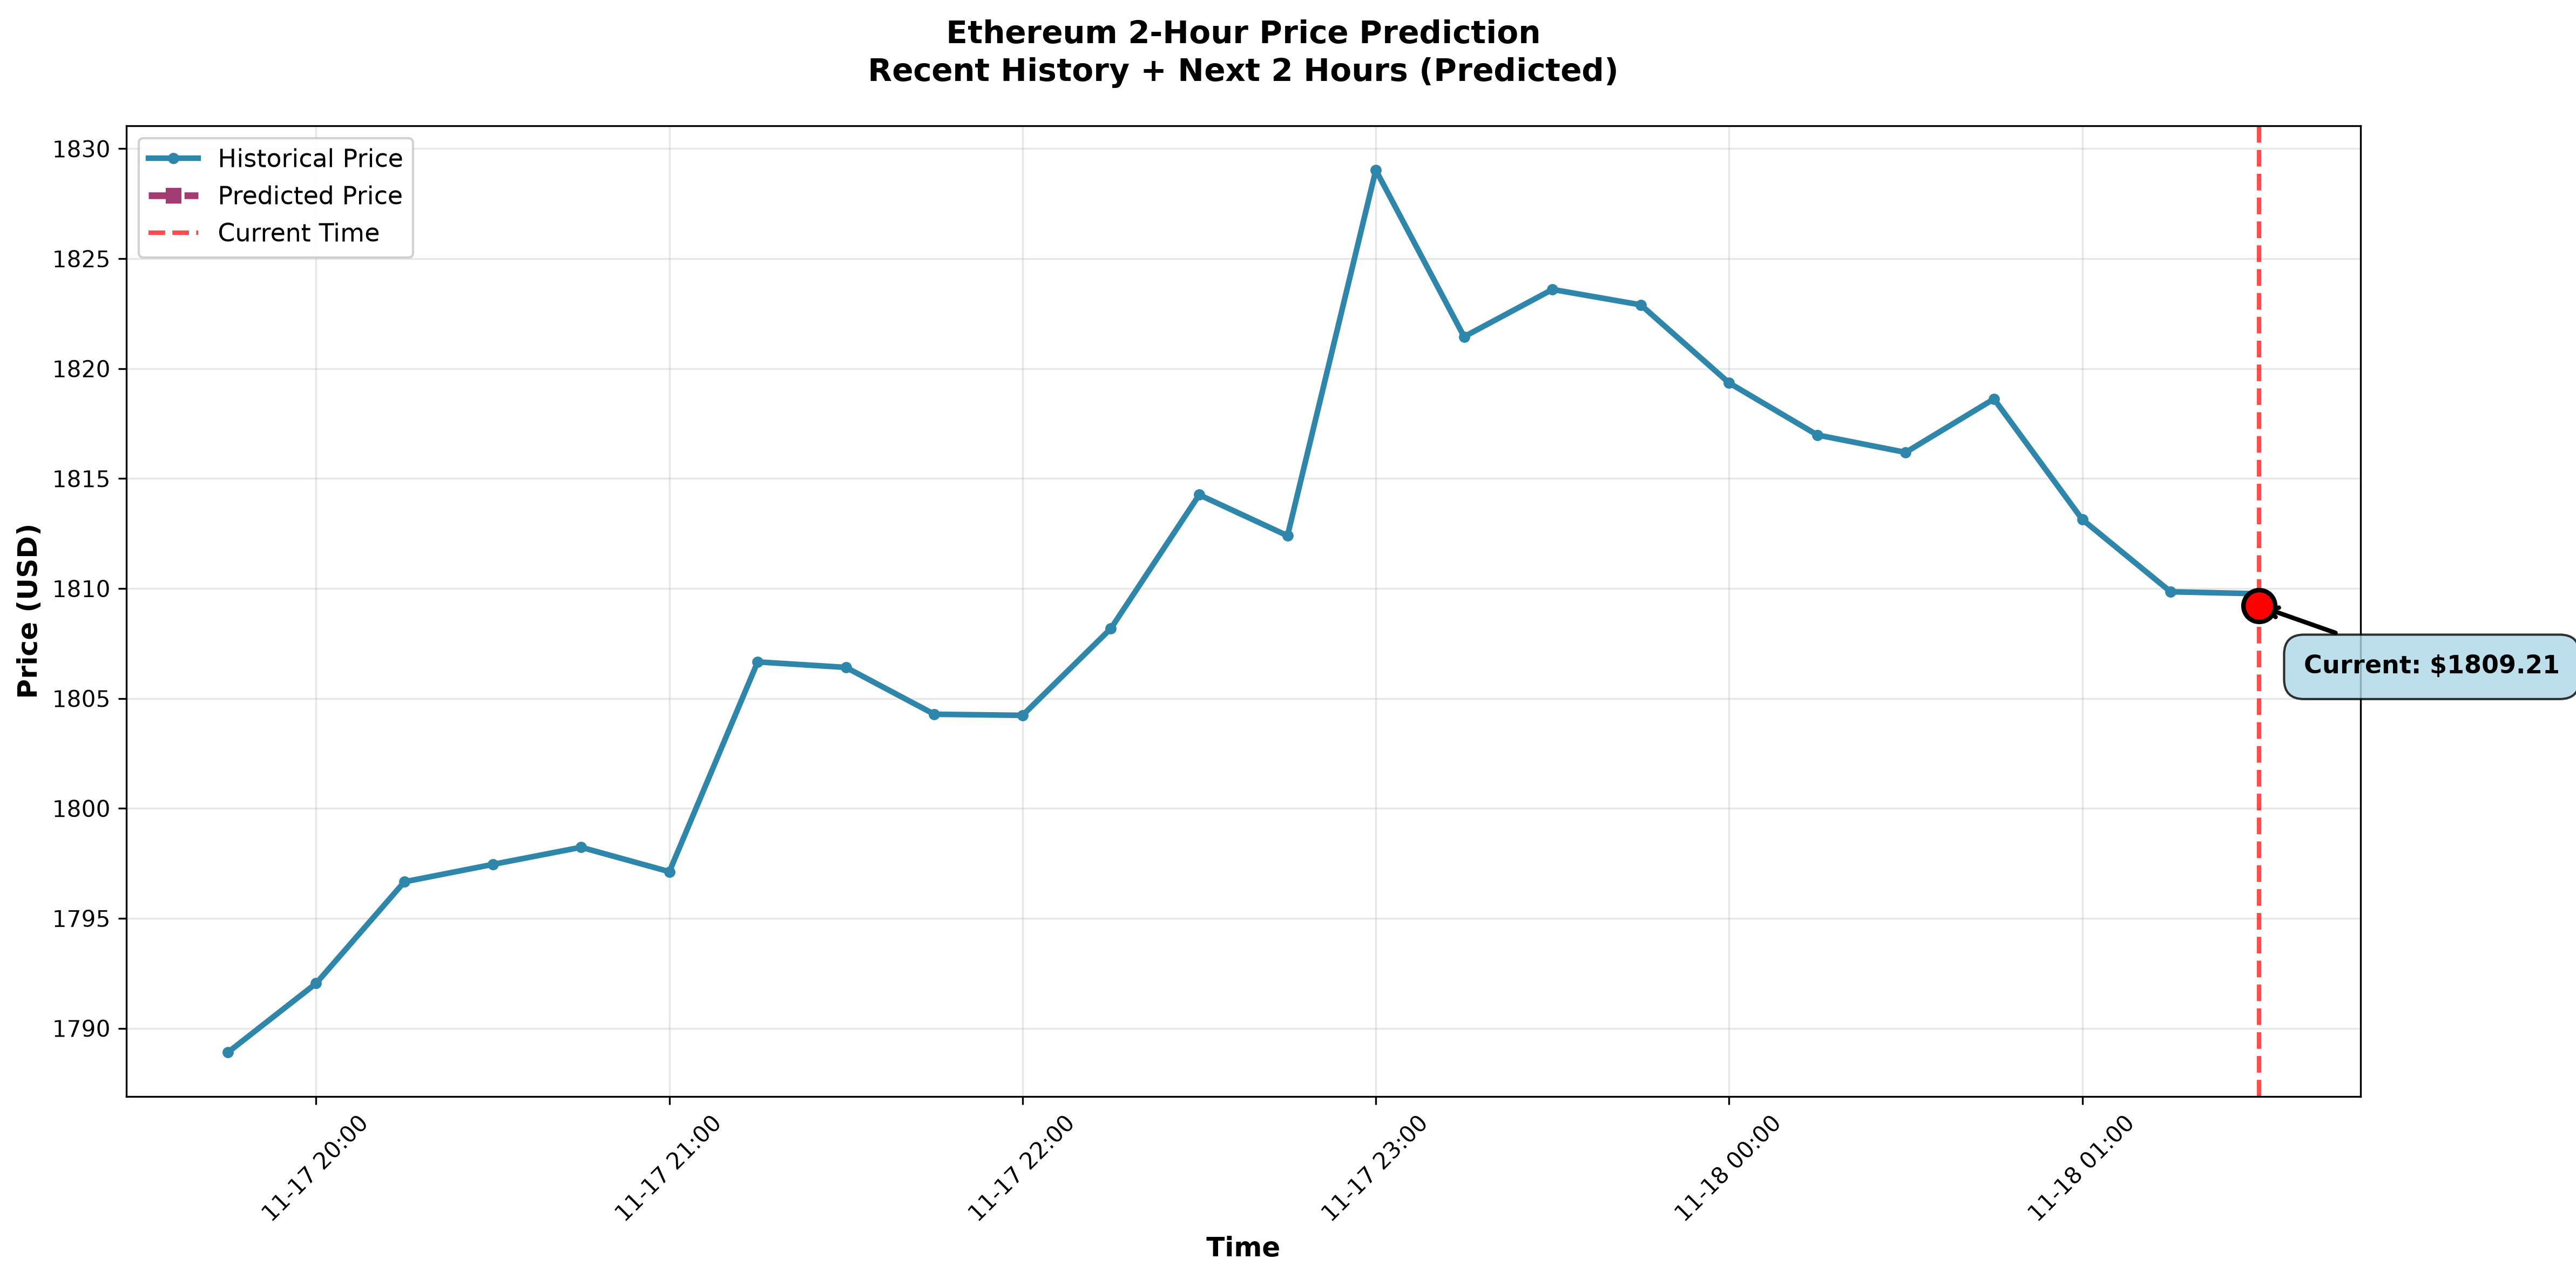 Ethereum 2-Hour Price Prediction
Recent History + Next 2 Hours (Predicted)
Historical Price
Predicted Price
Current Time
Price (USD)
1830
1825
1820
1815
1810
1805
1800
1795
1790
Current: $1809.21
11-17 20:00
11-17 21:00
11-17 22:00
11-17 23:00
11-18 00:00
11-18 01:00
Time